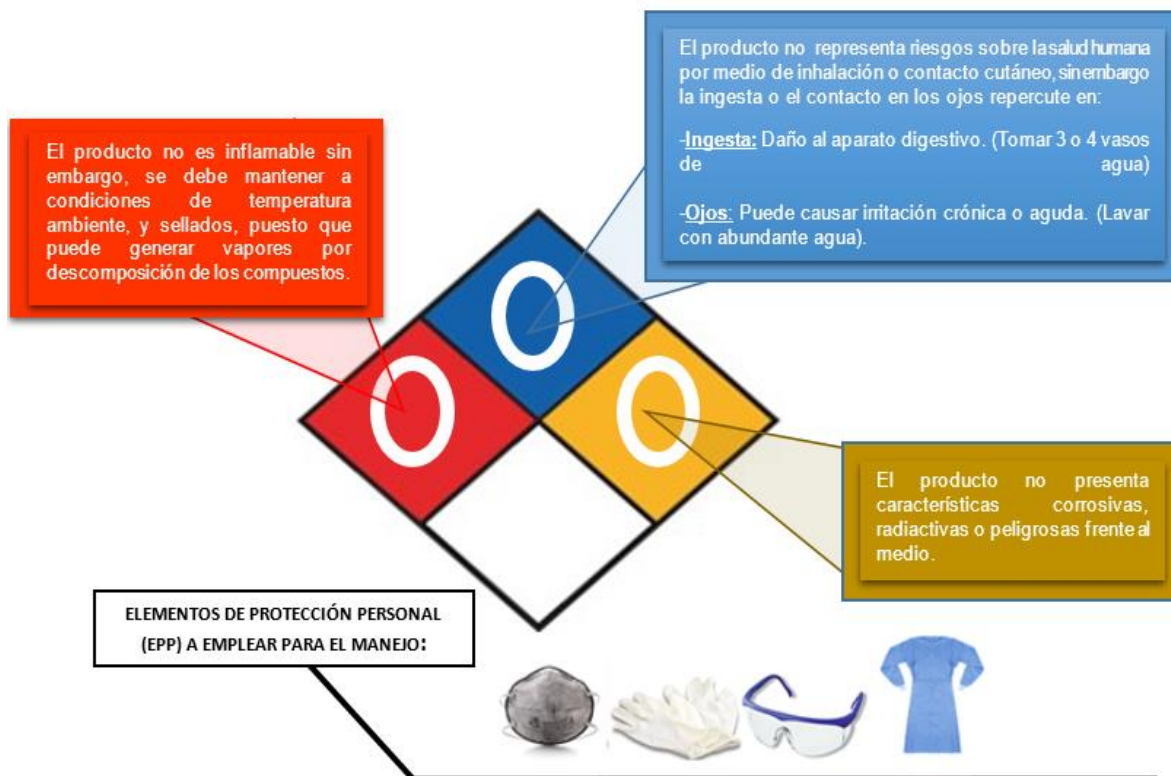 El producto no representa riesgos sobre la salud humana
por medio de inhalación o contacto cutáneo, sin embargo
la ingesta o el contacto en los ojos repercute en:
-Ingesta: Daño al aparato digestivo. (Tomar 3 o 4 vasos
de agua)
-Ojos: Puede causar irritación crónica o aguda. (Lavar
con abundante agua).
El producto no es inflamable sin
embargo, se debe mantener a
condiciones de temperatura
ambiente, y sellados, puesto que
puede generar vapores por
descomposición de los compuestos.
0
0
0
El producto no presenta
características corrosivas,
radiactivas o peligrosas frente al
medio.
ELEMENTOS DE PROTECCIÓN PERSONAL
(EPP) A EMPLEAR PARA EL MANEJO: